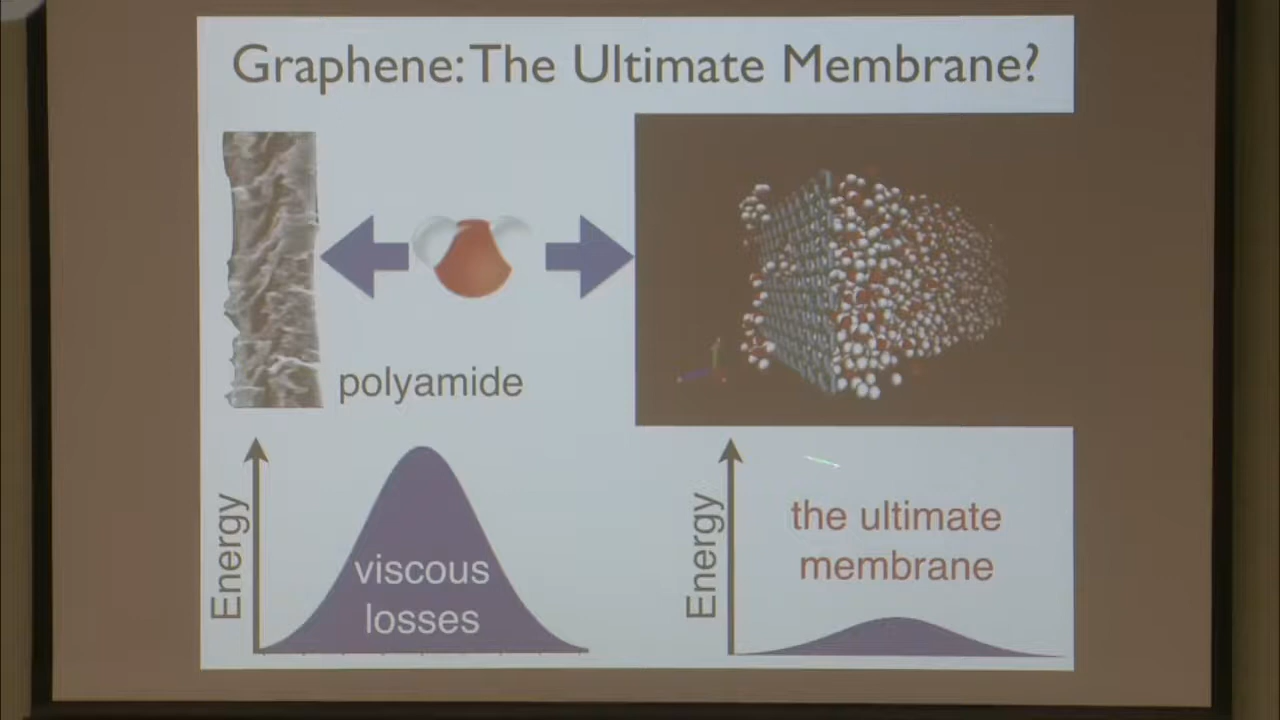 Graphene: The Ultimate Membrane?
polyamide
Energy
viscous
losses
Energy
the ultimate
membrane